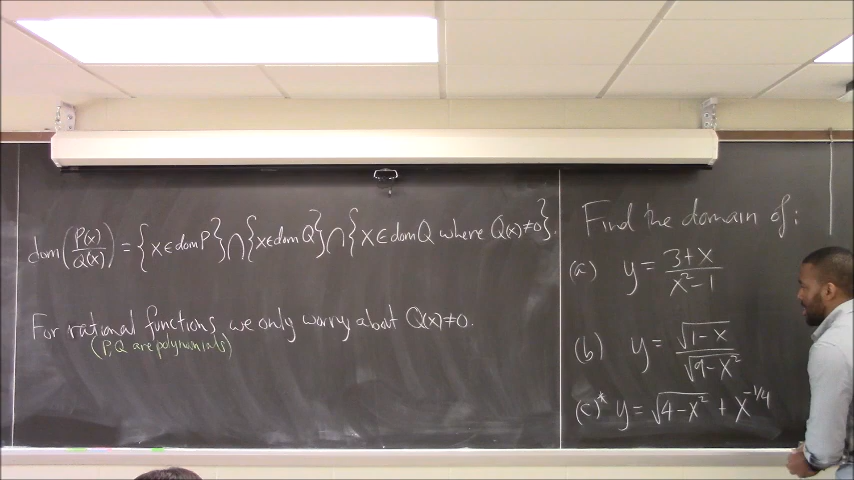 dom(P(x)/Q(x)) = {x ∈ dom P} ∩ {x ∈ dom Q} ∩ {x ∈ dom Q where Q(x) ≠ 0}.
For rational functions, we only worry about Q(x) ≠ 0.
(P, Q are polynomials)
Find the domain of:
(a) y = (3+x)/(x²-1)
(b) y = √(1-x)/√(9-x²)
(c)* y = √(4-x²) + x^(-1/4)